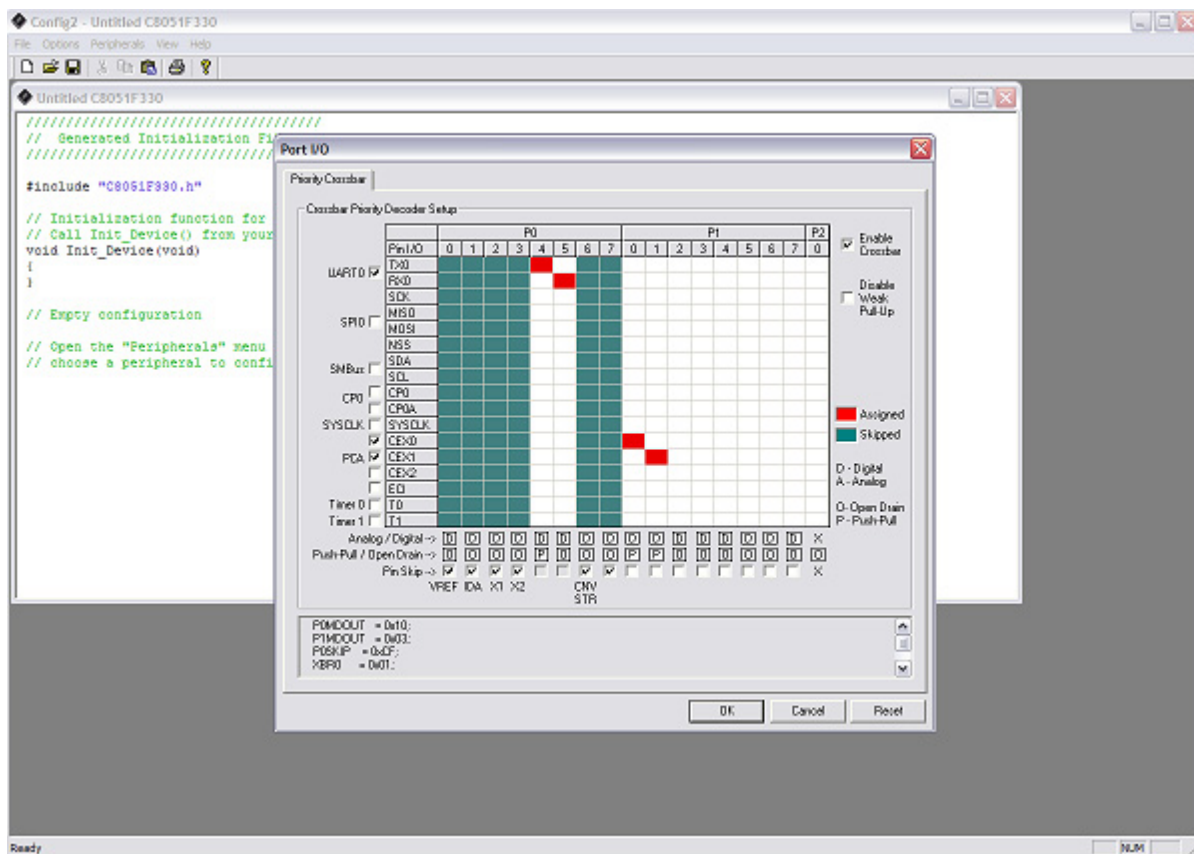 Config2 - Untitled C8051F330
File Options Peripherals View Help
Untitled C8051F330
/////////////////////////////////////
// Generated Initialization Fi
#include "C8051F330.h"
// Initialization function for
// Call Init_Device() from your
void Init_Device(void)
{
}
// Empty configuration
// Open the "Peripherals" menu
// choose a peripheral to confi
Port I/O
Priority Crossbar
Crossbar Priority Decoder Setup
P0 P1 P2
Pin I/O 0 1 2 3 4 5 6 7 0 1 2 3 4 5 6 7 0
UART0 TX0
RX0
SCK
SPI0 MISO
MOSI
NSS
SMBus SDA
SCL
CP0 CP0
CP0A
SYSCLK SYSCLK
CEX0
PCA CEX1
CEX2
ECI
Timer 0 T0
Timer 1 T1
Analog / Digital -> D D D D D D D D D D D D D D D D X
Push-Pull / Open Drain -> O O O O P O O O P P O O O O O O O
Pin Skip -> X
VREF IDA X1 X2 CNV
STR
Enable
Crossbar
Disable
Weak
Pull-Up
Assigned
Skipped
D - Digital
A - Analog
O - Open Drain
P - Push-Pull
P0MDOUT = 0x10;
P1MDOUT = 0x03;
P0SKIP = 0xCF;
XBR0 = 0x01;
OK Cancel Reset
Ready NUM